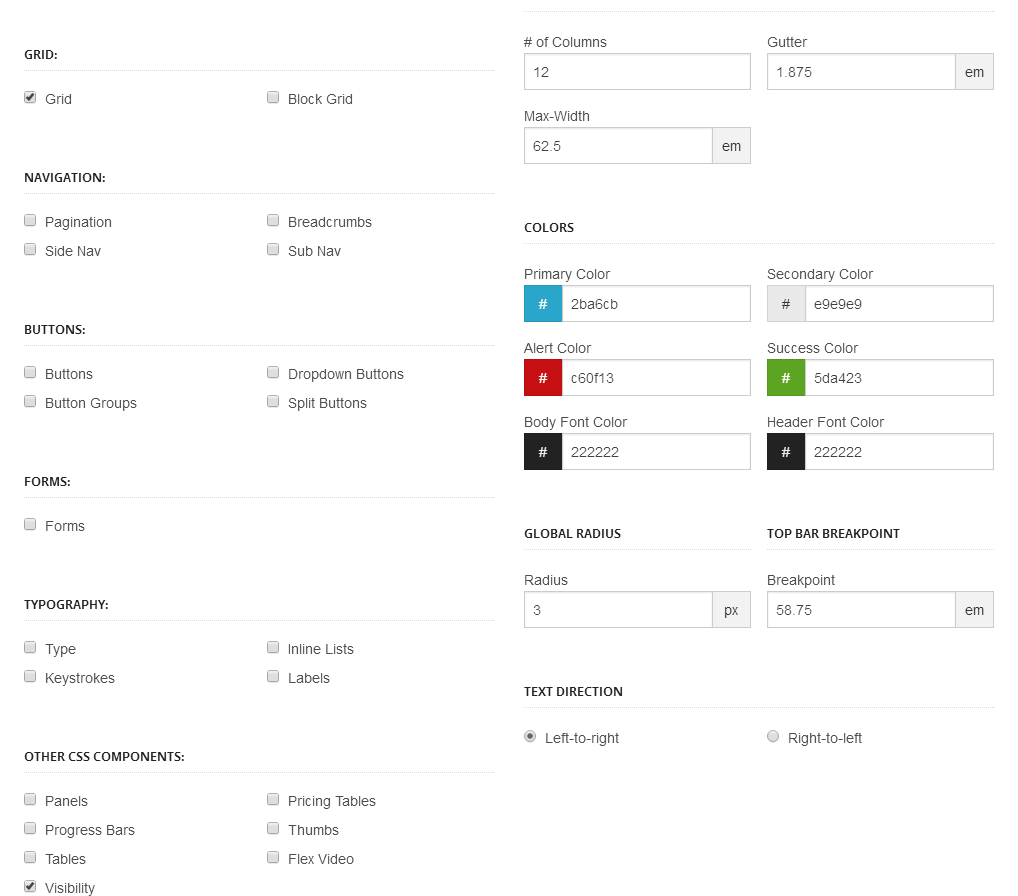 GRID:
Grid
Block Grid
NAVIGATION:
Pagination
Breadcrumbs
Side Nav
Sub Nav
BUTTONS:
Buttons
Dropdown Buttons
Button Groups
Split Buttons
FORMS:
Forms
TYPOGRAPHY:
Type
Inline Lists
Keystrokes
Labels
OTHER CSS COMPONENTS:
Panels
Pricing Tables
Progress Bars
Thumbs
Tables
Flex Video
Visibility
# of Columns
12
Gutter
1.875 em
Max-Width
62.5 em
COLORS
Primary Color
# 2ba6cb
Secondary Color
# e9e9e9
Alert Color
# c60f13
Success Color
# 5da423
Body Font Color
# 222222
Header Font Color
# 222222
GLOBAL RADIUS
Radius
3 px
TOP BAR BREAKPOINT
Breakpoint
58.75 em
TEXT DIRECTION
Left-to-right
Right-to-left